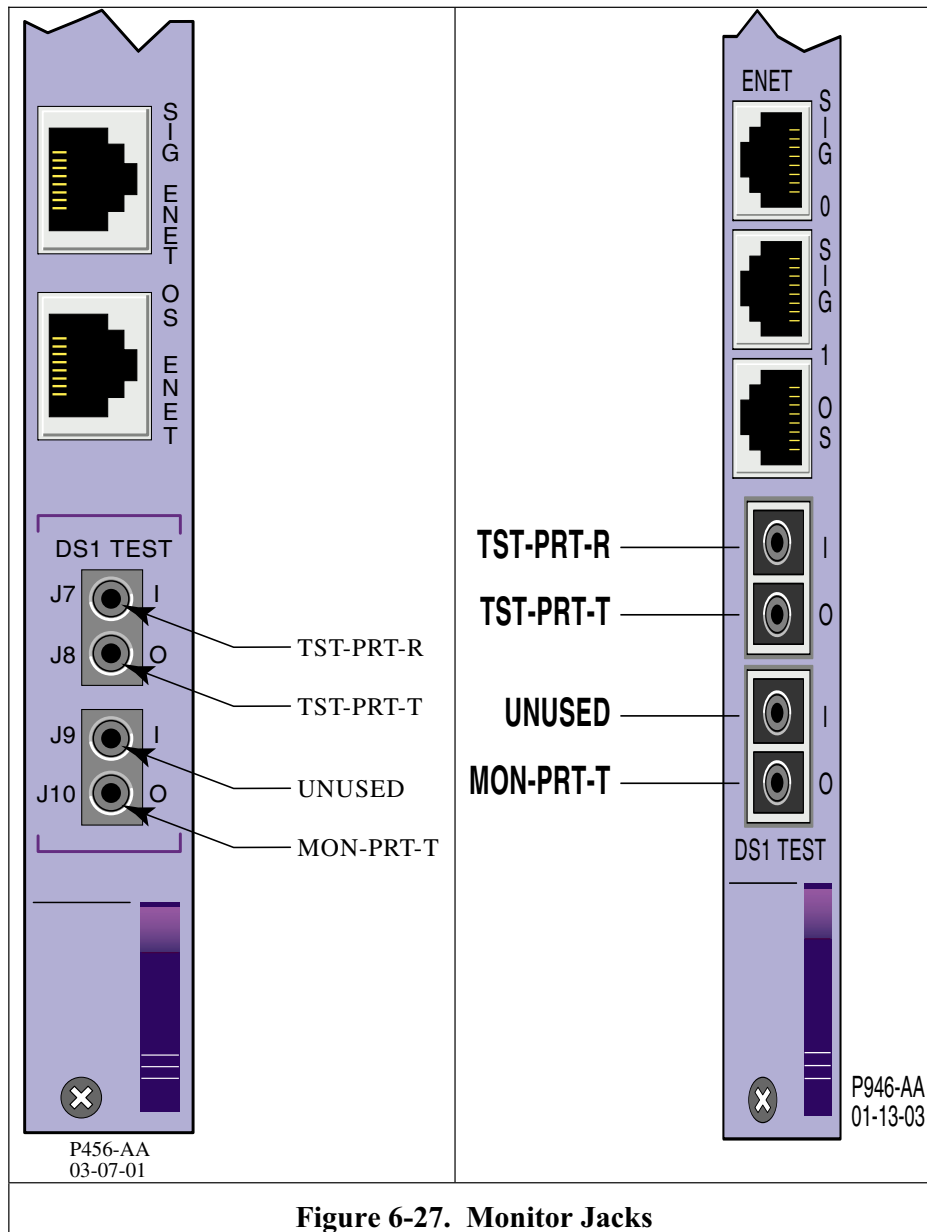 SIG ENET
OS ENET
DS1 TEST
J7 I
J8 O
J9 I
J10 O
TST-PRT-R
TST-PRT-T
UNUSED
MON-PRT-T
P456-AA
03-07-01
ENET
SIG 0
SIG 1
OS
TST-PRT-R I
TST-PRT-T O
UNUSED I
MON-PRT-T O
DS1 TEST
P946-AA
01-13-03
Figure 6-27. Monitor Jacks